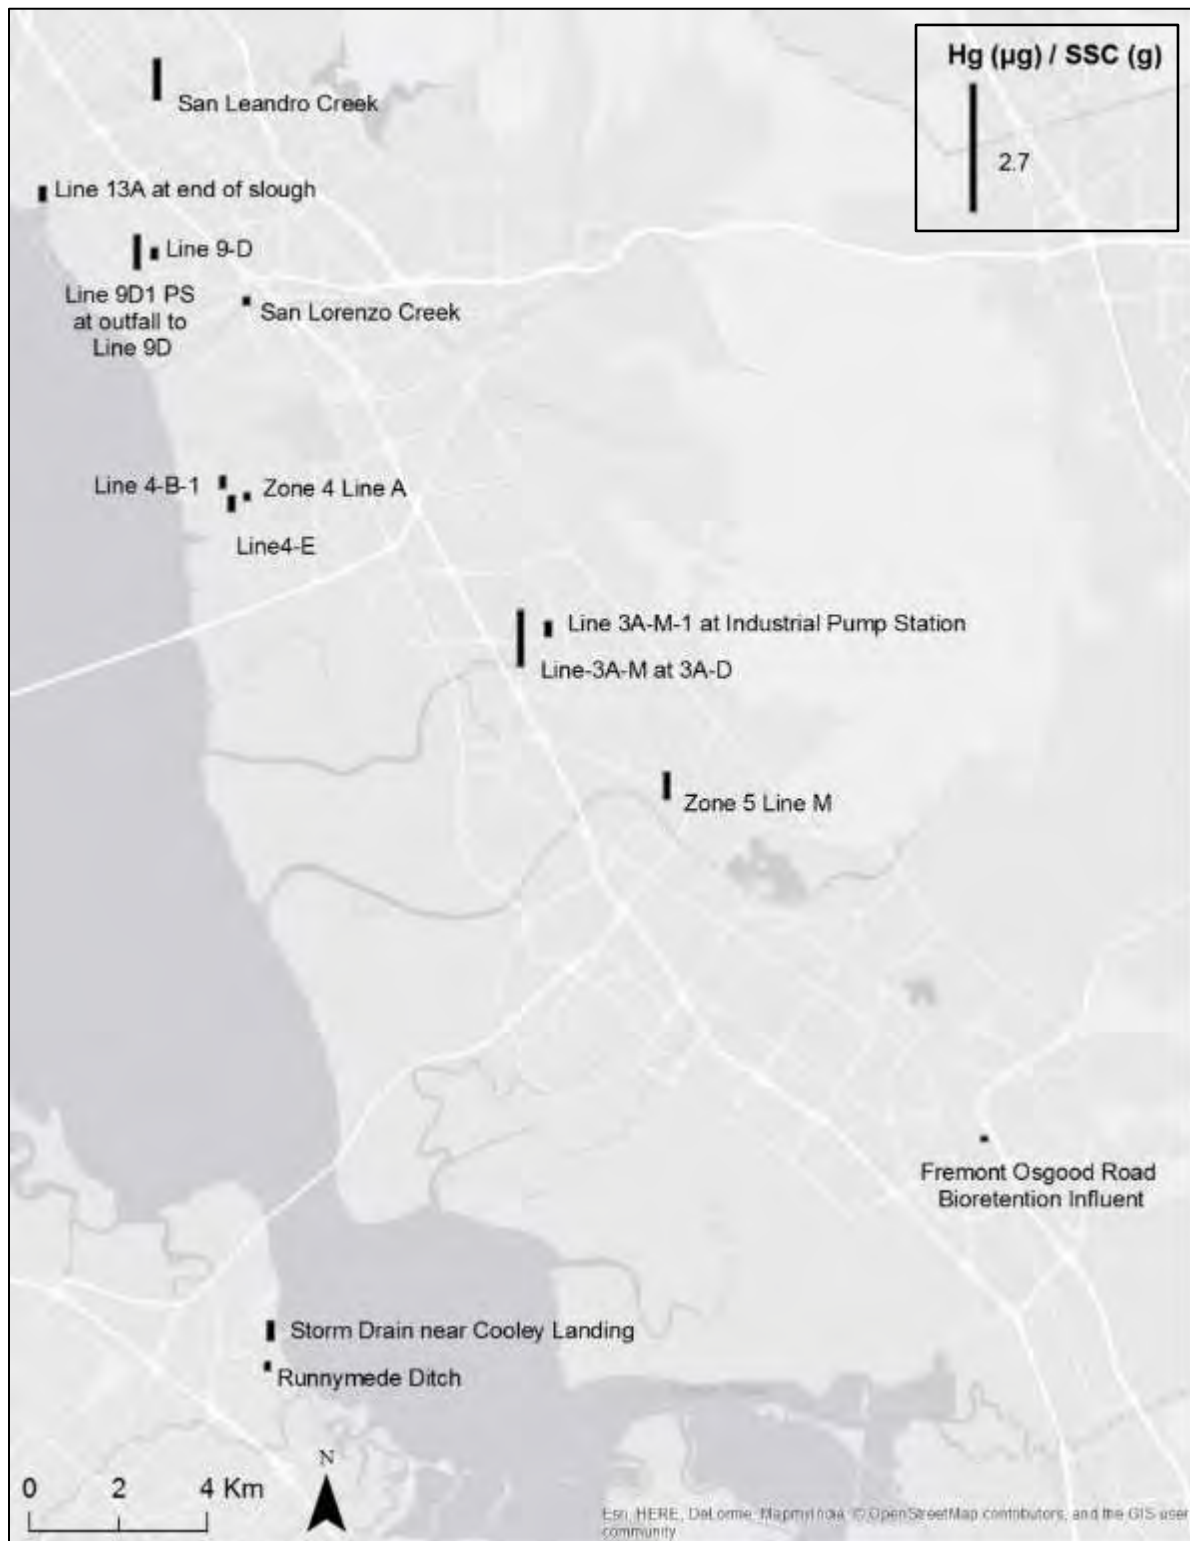 Hg (µg) / SSC (g)
2.7
San Leandro Creek
Line 13A at end of slough
Line 9-D
Line 9D1 PS
at outfall to
Line 9D
San Lorenzo Creek
Line 4-B-1
Zone 4 Line A
Line4-E
Line 3A-M-1 at Industrial Pump Station
Line-3A-M at 3A-D
Zone 5 Line M
Fremont Osgood Road
Bioretention Influent
Storm Drain near Cooley Landing
Runnymede Ditch
N
0 2 4 Km
Esri, HERE, DeLorme, MapmyIndia, © OpenStreetMap contributors, and the GIS user
community